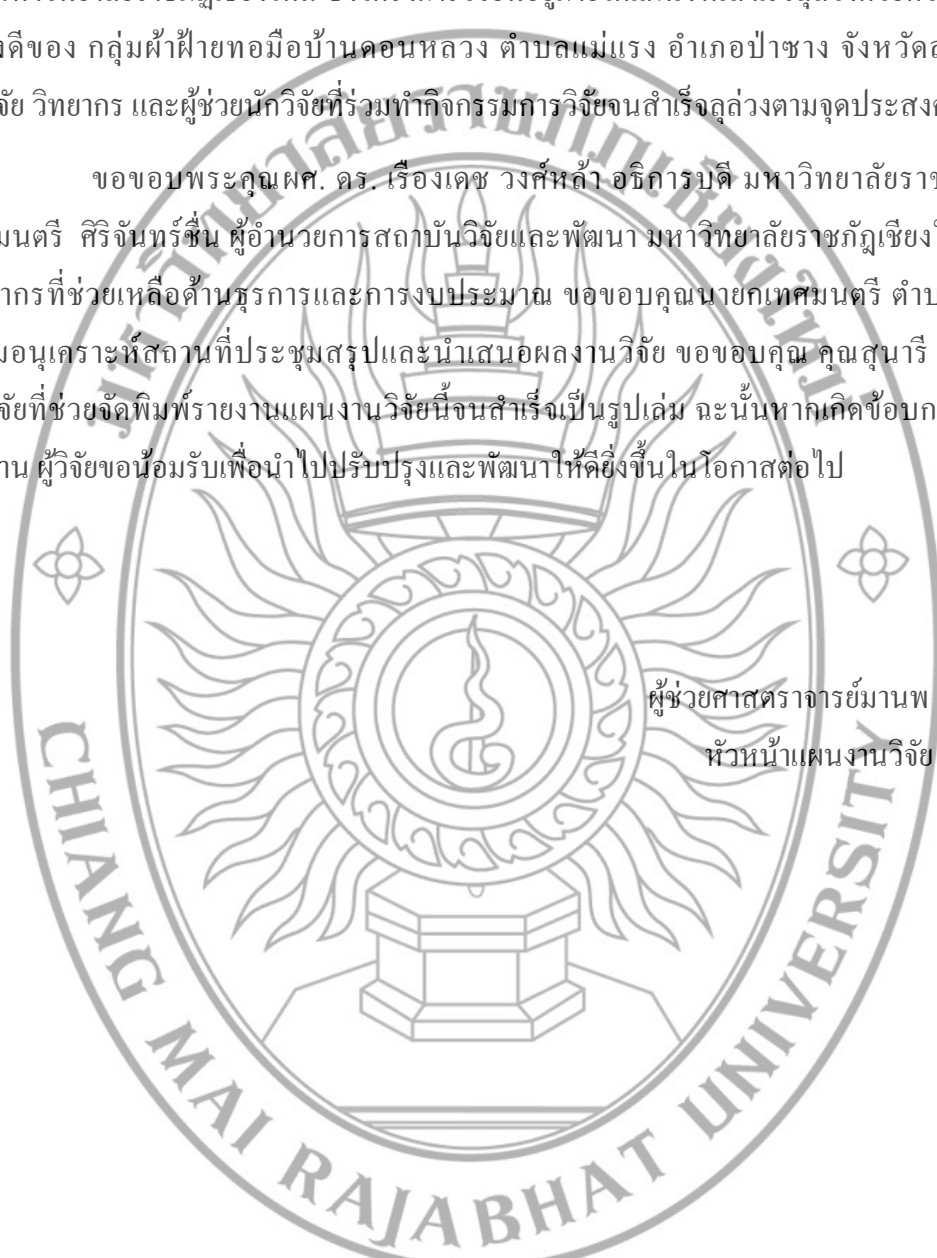 งดีของ กลุ่มผ้าฝ้ายทอมือบ้านดอนหลวง ตำบลแม่แรง อำเภอป่าซาง จังหวัดล
จัย วิทยากร และผู้ช่วยนักวิจัยที่ร่วมทำกิจกรรมการวิจัยจนสำเร็จลุล่วงตามจุดประสงค
ขอขอบพระคุณผศ. ดร. เรืองเดช วงศ์หล้า อธิการบดี มหาวิทยาลัยราช
มนตรี ศิริจันทร์ชื่น ผู้อำนวยการสถาบันวิจัยและพัฒนา มหาวิทยาลัยราชภัฏเชียงใ
ากรที่ช่วยเหลือด้านธุรการและการงบประมาณ ขอขอบคุณนายกเทศมนตรี ตำบ
มอนุเคราะห์สถานที่ประชุมสรุปและนำเสนอผลงานวิจัย ขอขอบคุณ คุณสุนารี
จัยที่ช่วยจัดพิมพ์รายงานแผนงานวิจัยนี้จนสำเร็จเป็นรูปเล่ม ฉะนั้นหากเกิดข้อบก
าน ผู้วิจัยขอน้อมรับเพื่อนำไปปรับปรุงและพัฒนาให้ดียิ่งขึ้นในโอกาสต่อไป
ผู้ช่วยศาสตราจารย์มานพ
หัวหน้าแผนงานวิจัย
มหาวิทยาลัยราชภัฏเชียงใหม่
CHIANG MAI RAJABHAT UNIVERSITY